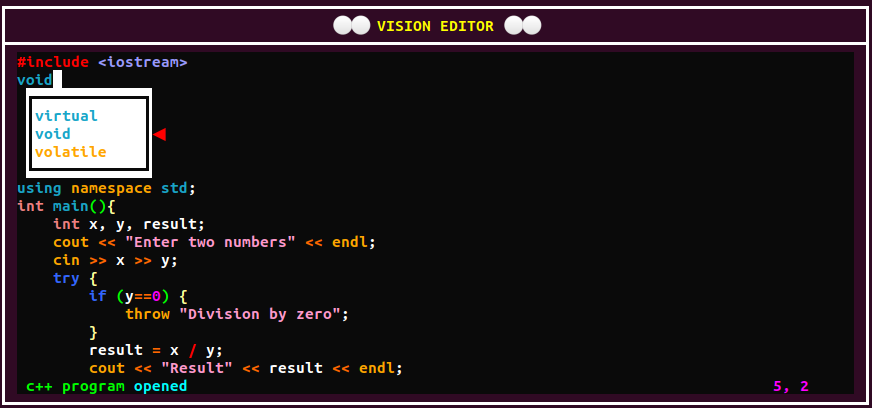 VISION EDITOR
#include <iostream>
void
virtual
void
volatile
using namespace std;
int main(){
    int x, y, result;
    cout << "Enter two numbers" << endl;
    cin >> x >> y;
    try {
        if (y==0) {
            throw "Division by zero";
        }
        result = x / y;
        cout << "Result" << result << endl;
c++ program opened 5, 2